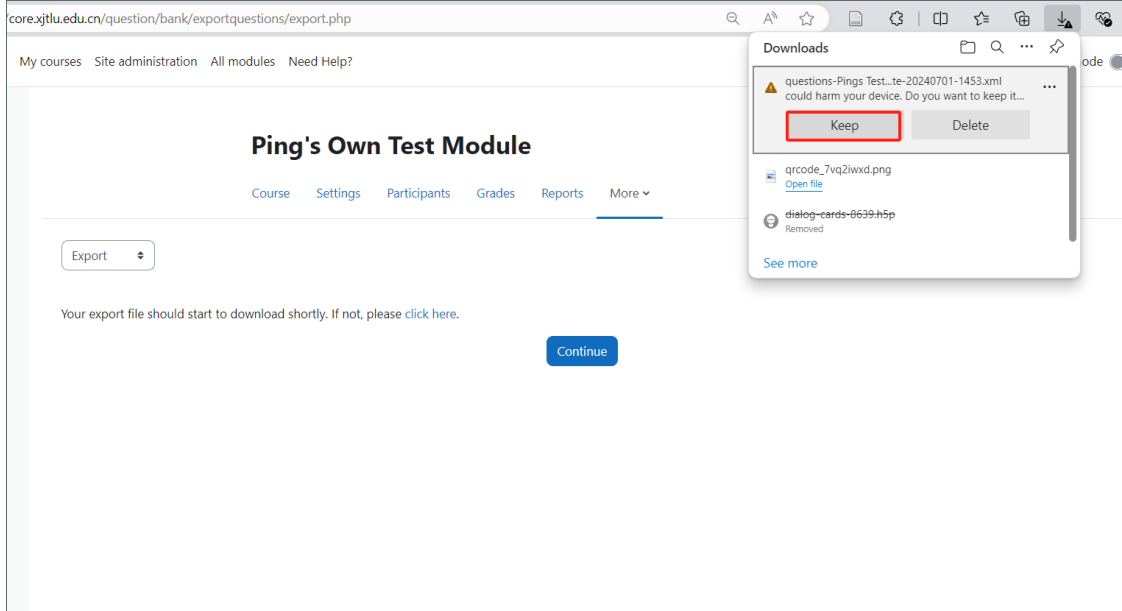 /core.xjtlu.edu.cn/question/bank/exportquestions/export.php
My courses Site administration All modules Need Help?
ode
Downloads
questions-Pings Test...te-20240701-1453.xml
could harm your device. Do you want to keep it...
Keep Delete
qrcode_7vq2iwxd.png
Open file
dialog-cards-8639.h5p
Removed
See more
Ping's Own Test Module
Course Settings Participants Grades Reports More
Export
Your export file should start to download shortly. If not, please click here.
Continue